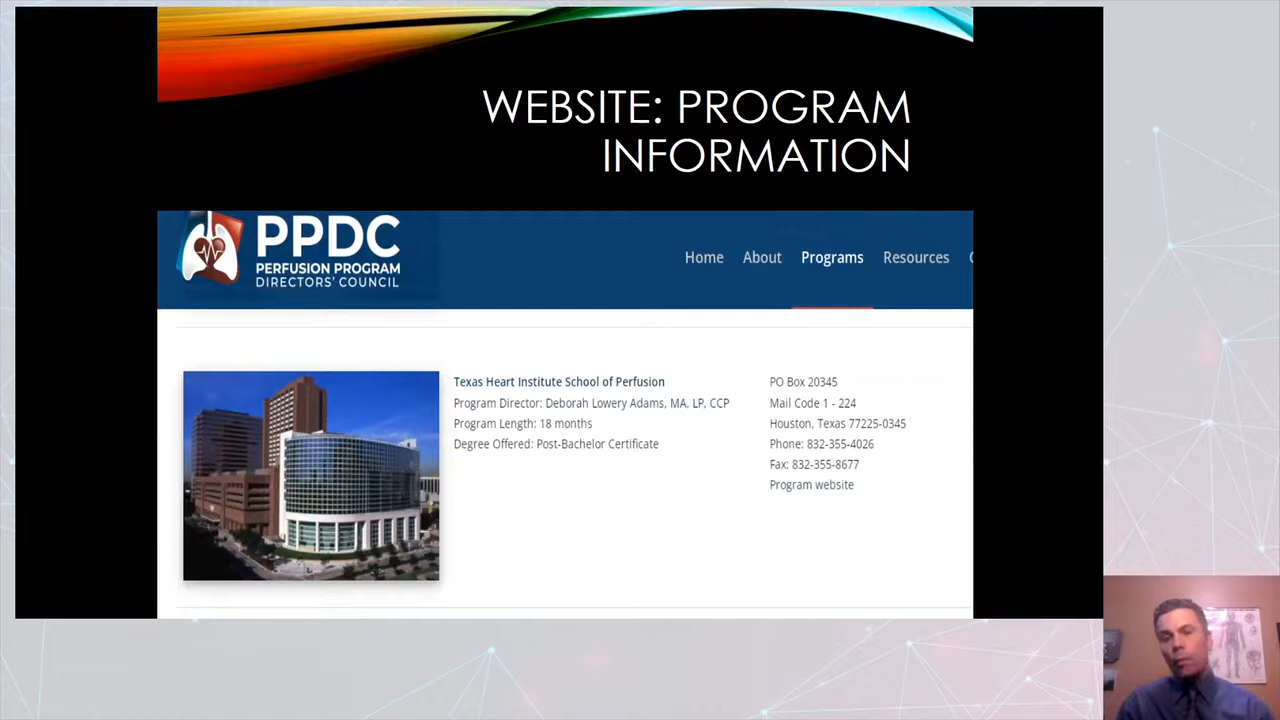 WEBSITE: PROGRAM
INFORMATION
PPDC
PERFUSION PROGRAM
DIRECTORS' COUNCIL
Home About Programs Resources
Texas Heart Institute School of Perfusion
Program Director: Deborah Lowery Adams, MA, LP, CCP
Program Length: 18 months
Degree Offered: Post-Bachelor Certificate
PO Box 20345
Mail Code 1 - 224
Houston, Texas 77225-0345
Phone: 832-355-4026
Fax: 832-355-8677
Program website